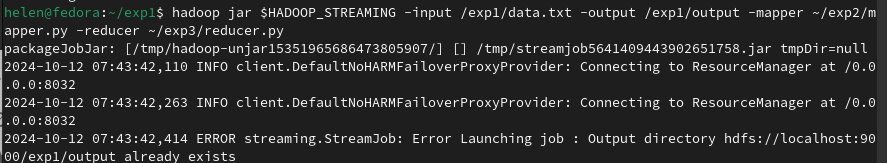 helen@fedora:~/exp1$ hadoop jar $HADOOP_STREAMING -input /exp1/data.txt -output /exp1/output -mapper ~/exp2/m
apper.py -reducer ~/exp3/reducer.py
packageJobJar: [/tmp/hadoop-unjar15351965686473805907/] [] /tmp/streamjob5641409443902651758.jar tmpDir=null
2024-10-12 07:43:42,110 INFO client.DefaultNoHARMFailoverProxyProvider: Connecting to ResourceManager at /0.0
.0.0:8032
2024-10-12 07:43:42,263 INFO client.DefaultNoHARMFailoverProxyProvider: Connecting to ResourceManager at /0.0
.0.0:8032
2024-10-12 07:43:42,414 ERROR streaming.StreamJob: Error Launching job : Output directory hdfs://localhost:90
00/exp1/output already exists